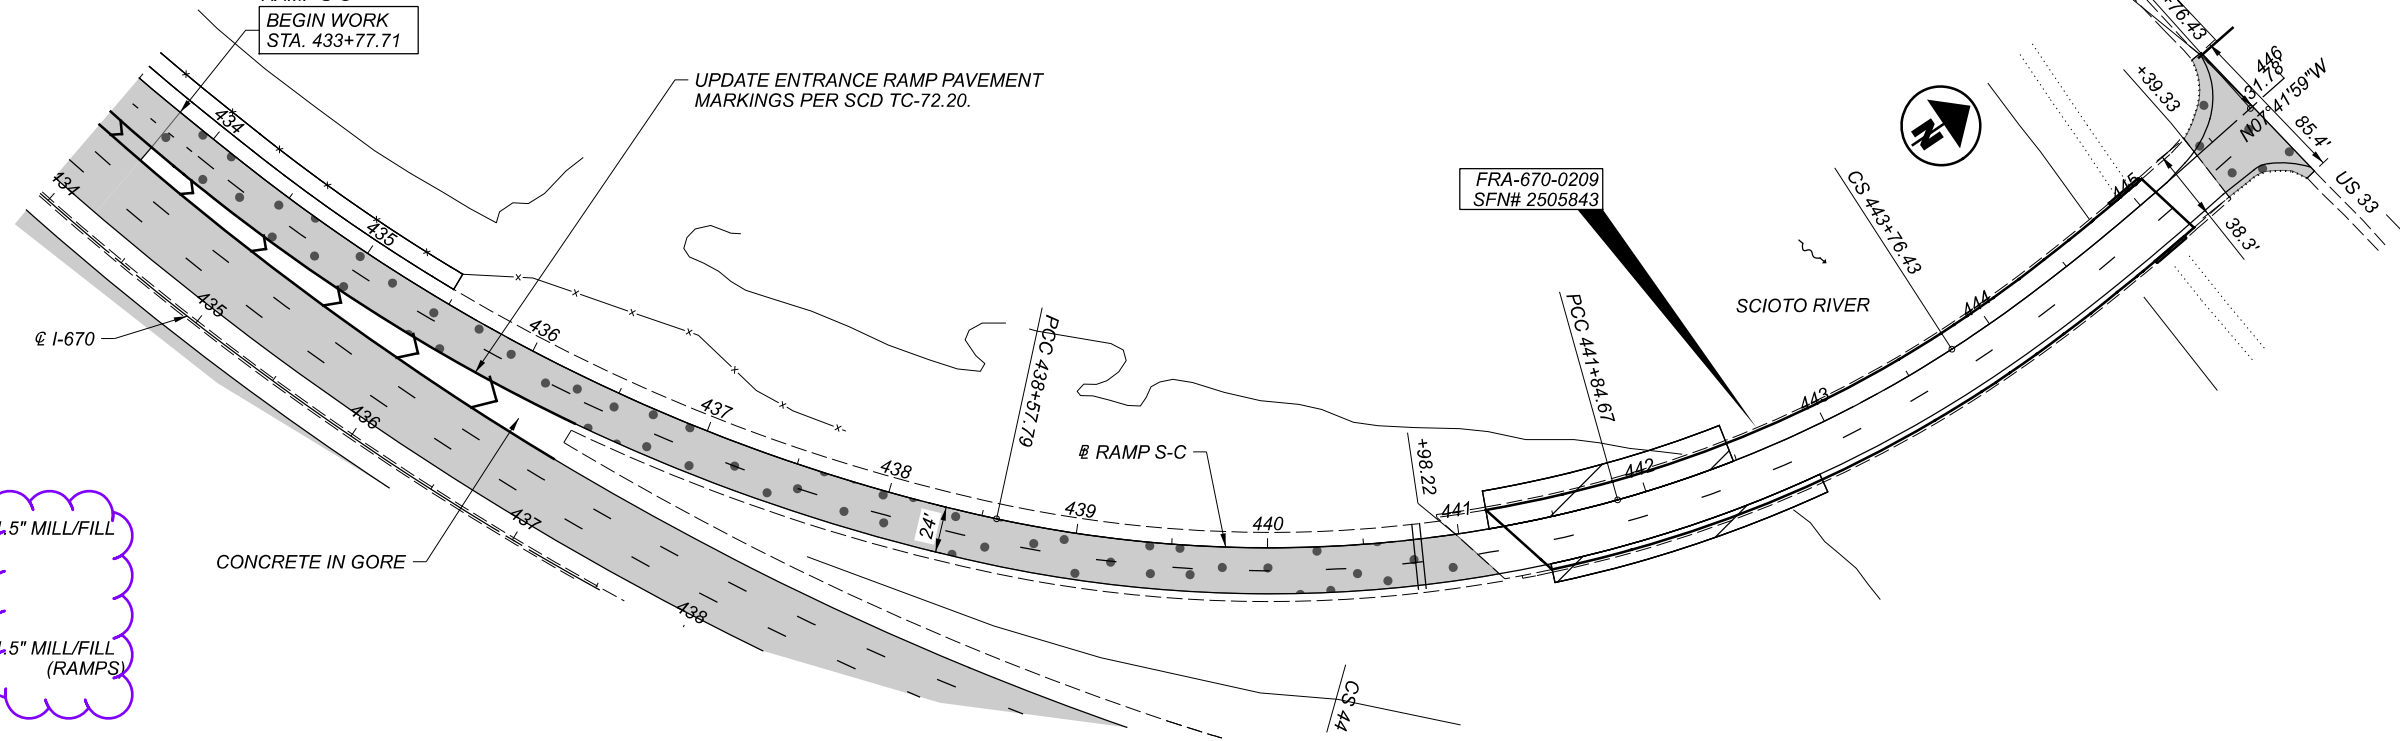 BEGIN WORK
STA. 433+77.71
UPDATE ENTRANCE RAMP PAVEMENT
MARKINGS PER SCD TC-72.20.
+76.43
446
31.78'
N07°41'59"W
+39.33
85.4'
US 33
38.3'
N
FRA-670-0209
SFN# 2505843
CS 443+76.43
SCIOTO RIVER
PCC 441+84.67
PCC 438+57.79
+98.22
℄ I-670
434
435
436
437
438
439
440
441
442
443
444
445
434
435
436
437
438
24'
B RAMP S-C
CONCRETE IN GORE
CS 44
.5" MILL/FILL
.5" MILL/FILL
(RAMPS)